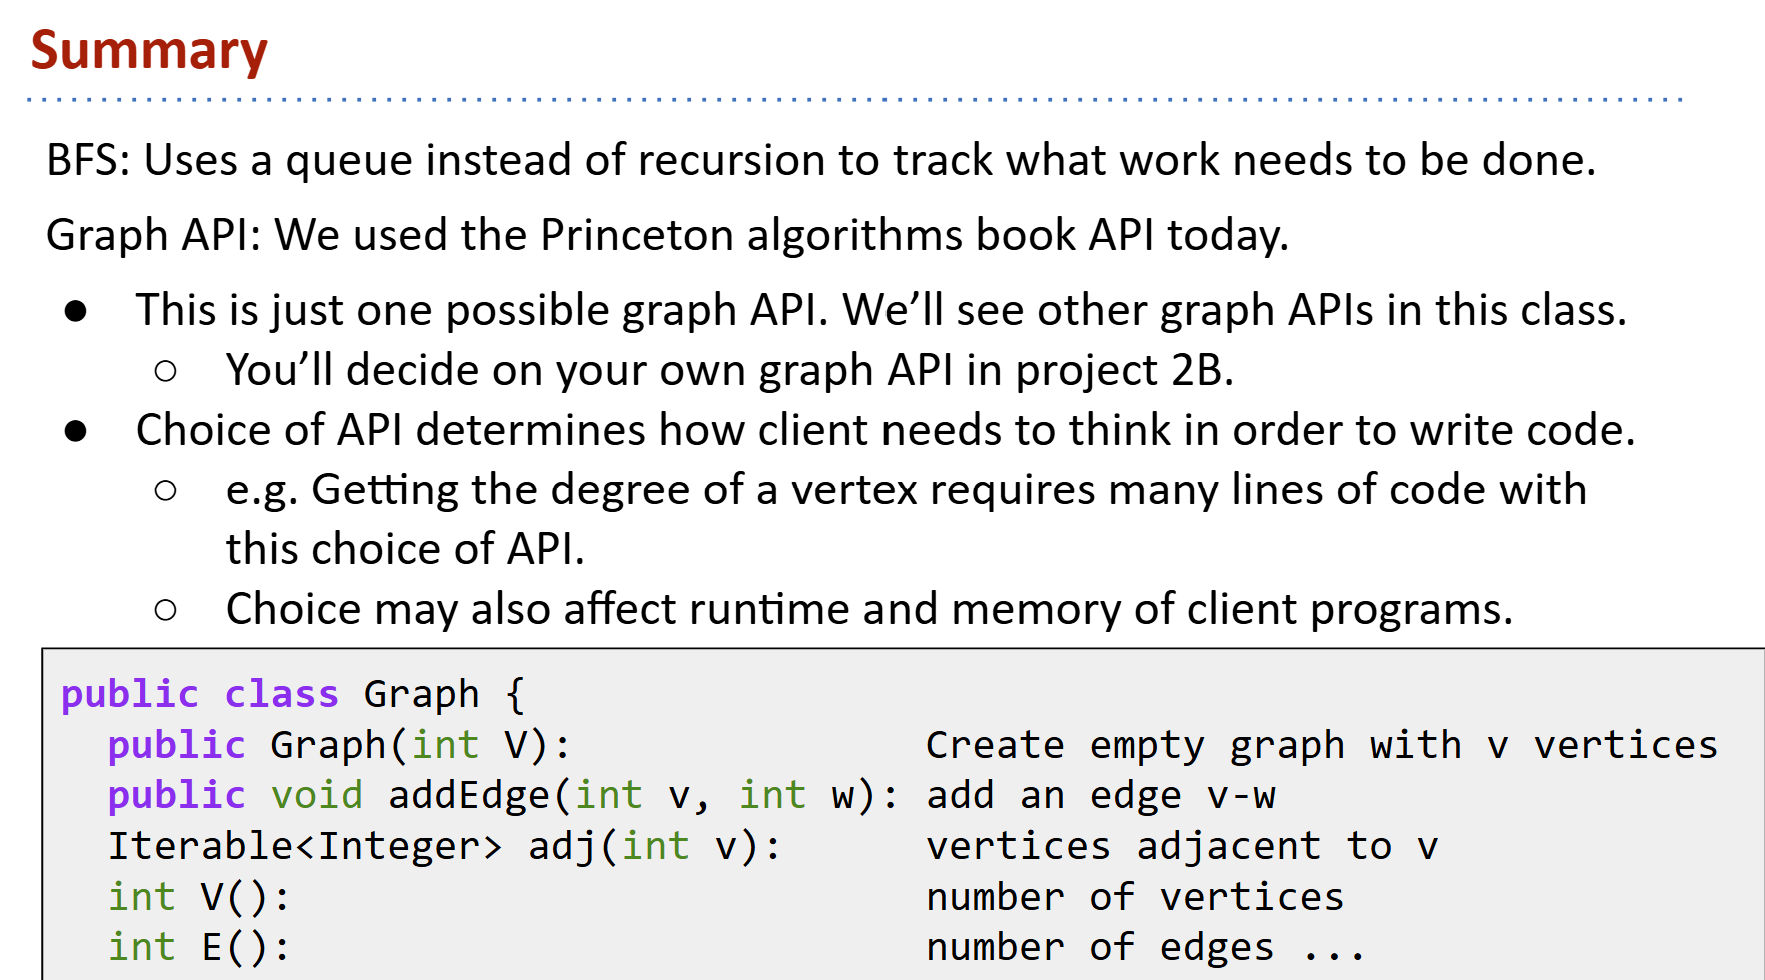 Summary
BFS: Uses a queue instead of recursion to track what work needs to be done.
Graph API: We used the Princeton algorithms book API today.
● This is just one possible graph API. We’ll see other graph APIs in this class.
○ You’ll decide on your own graph API in project 2B.
● Choice of API determines how client needs to think in order to write code.
○ e.g. Getting the degree of a vertex requires many lines of code with
this choice of API.
○ Choice may also affect runtime and memory of client programs.
public class Graph {
public Graph(int V): Create empty graph with v vertices
public void addEdge(int v, int w): add an edge v-w
Iterable<Integer> adj(int v): vertices adjacent to v
int V(): number of vertices
int E(): number of edges ...